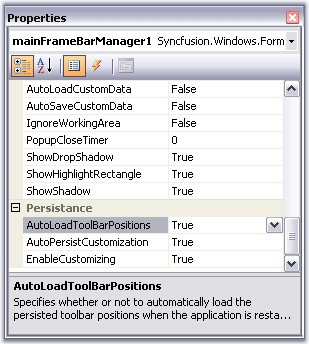 Properties
mainFrameBarManager1 Syncfusion.Windows.Form
AutoLoadCustomData False
AutoSaveCustomData False
IgnoreWorkingArea False
PopupCloseTimer 0
ShowDropShadow True
ShowHighlightRectangle True
ShowShadow True
Persistance
AutoLoadToolBarPositions True
AutoPersistCustomization True
EnableCustomizing True
AutoLoadToolBarPositions
Specifies whether or not to automatically load the
persisted toolbar positions when the application is resta...